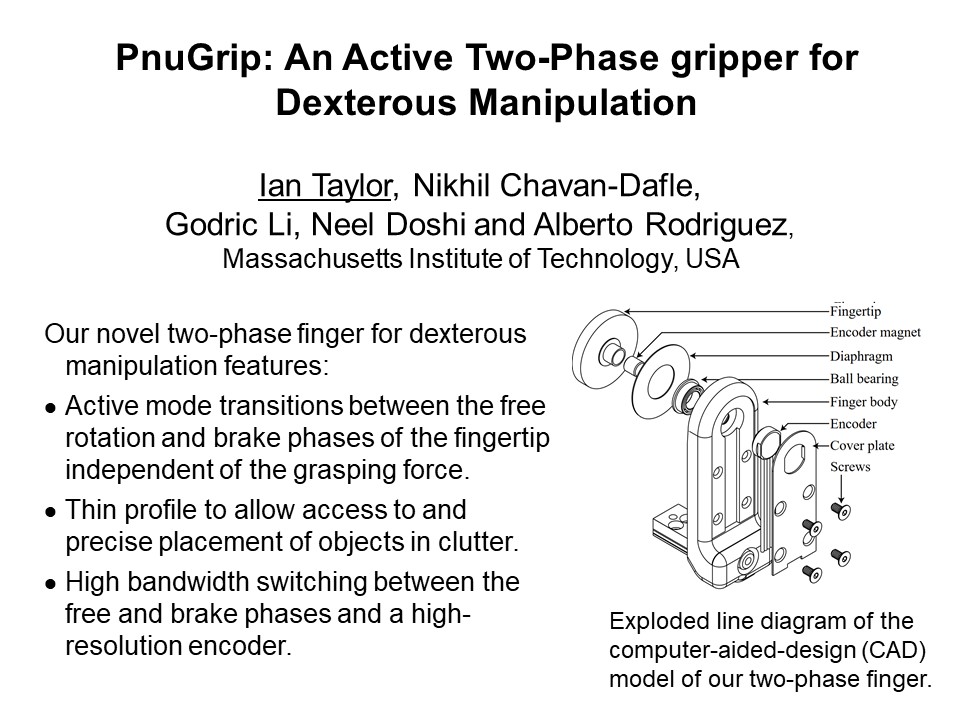 PnuGrip: An Active Two-Phase gripper for
Dexterous Manipulation
Ian Taylor, Nikhil Chavan-Dafle,
Godric Li, Neel Doshi and Alberto Rodriguez,
Massachusetts Institute of Technology, USA
Our novel two-phase finger for dexterous
manipulation features:
● Active mode transitions between the free
rotation and brake phases of the fingertip
independent of the grasping force.
● Thin profile to allow access to and
precise placement of objects in clutter.
● High bandwidth switching between the
free and brake phases and a high-
resolution encoder.
Fingertip
Encoder magnet
Diaphragm
Ball bearing
Finger body
Encoder
Cover plate
Screws
Exploded line diagram of the
computer-aided-design (CAD)
model of our two-phase finger.